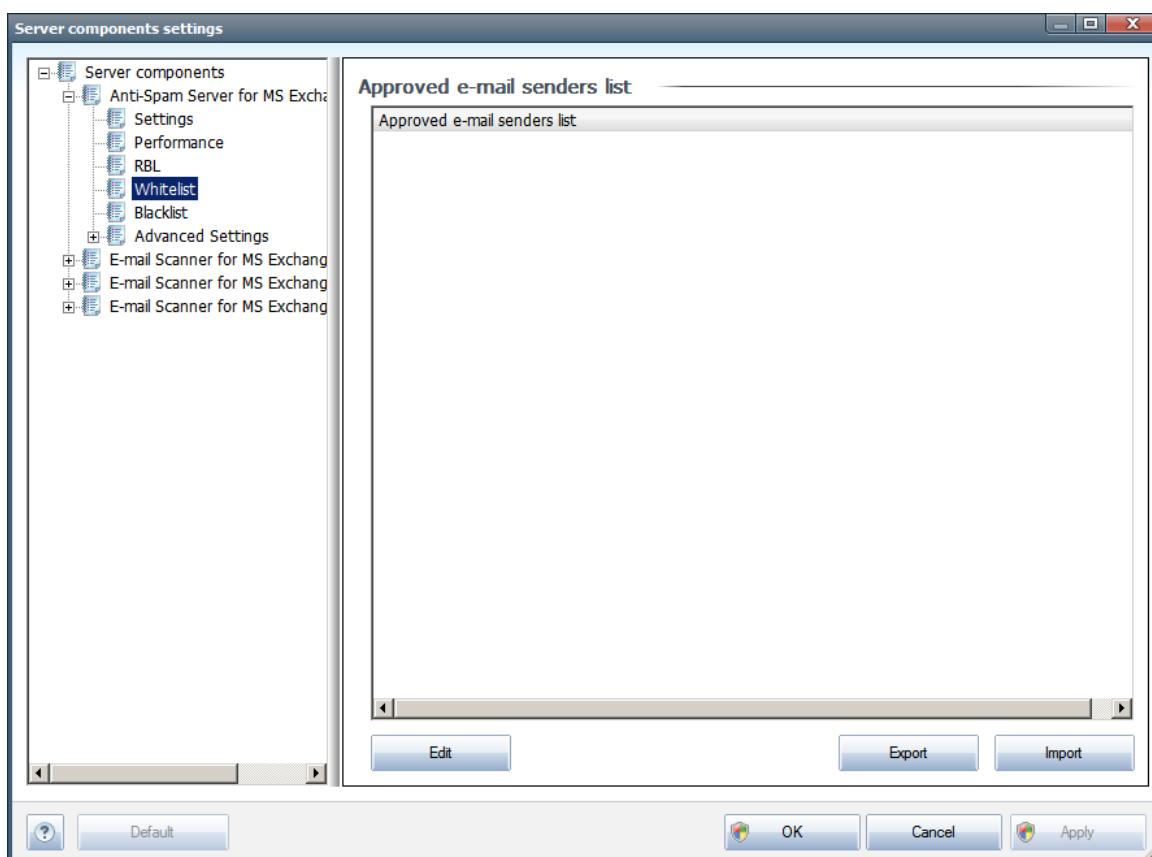 Server components settings
Server components
Anti-Spam Server for MS Excha
Settings
Performance
RBL
Whitelist
Blacklist
Advanced Settings
E-mail Scanner for MS Exchang
E-mail Scanner for MS Exchang
E-mail Scanner for MS Exchang
Approved e-mail senders list
Approved e-mail senders list
Edit
Export
Import
?
Default
OK
Cancel
Apply